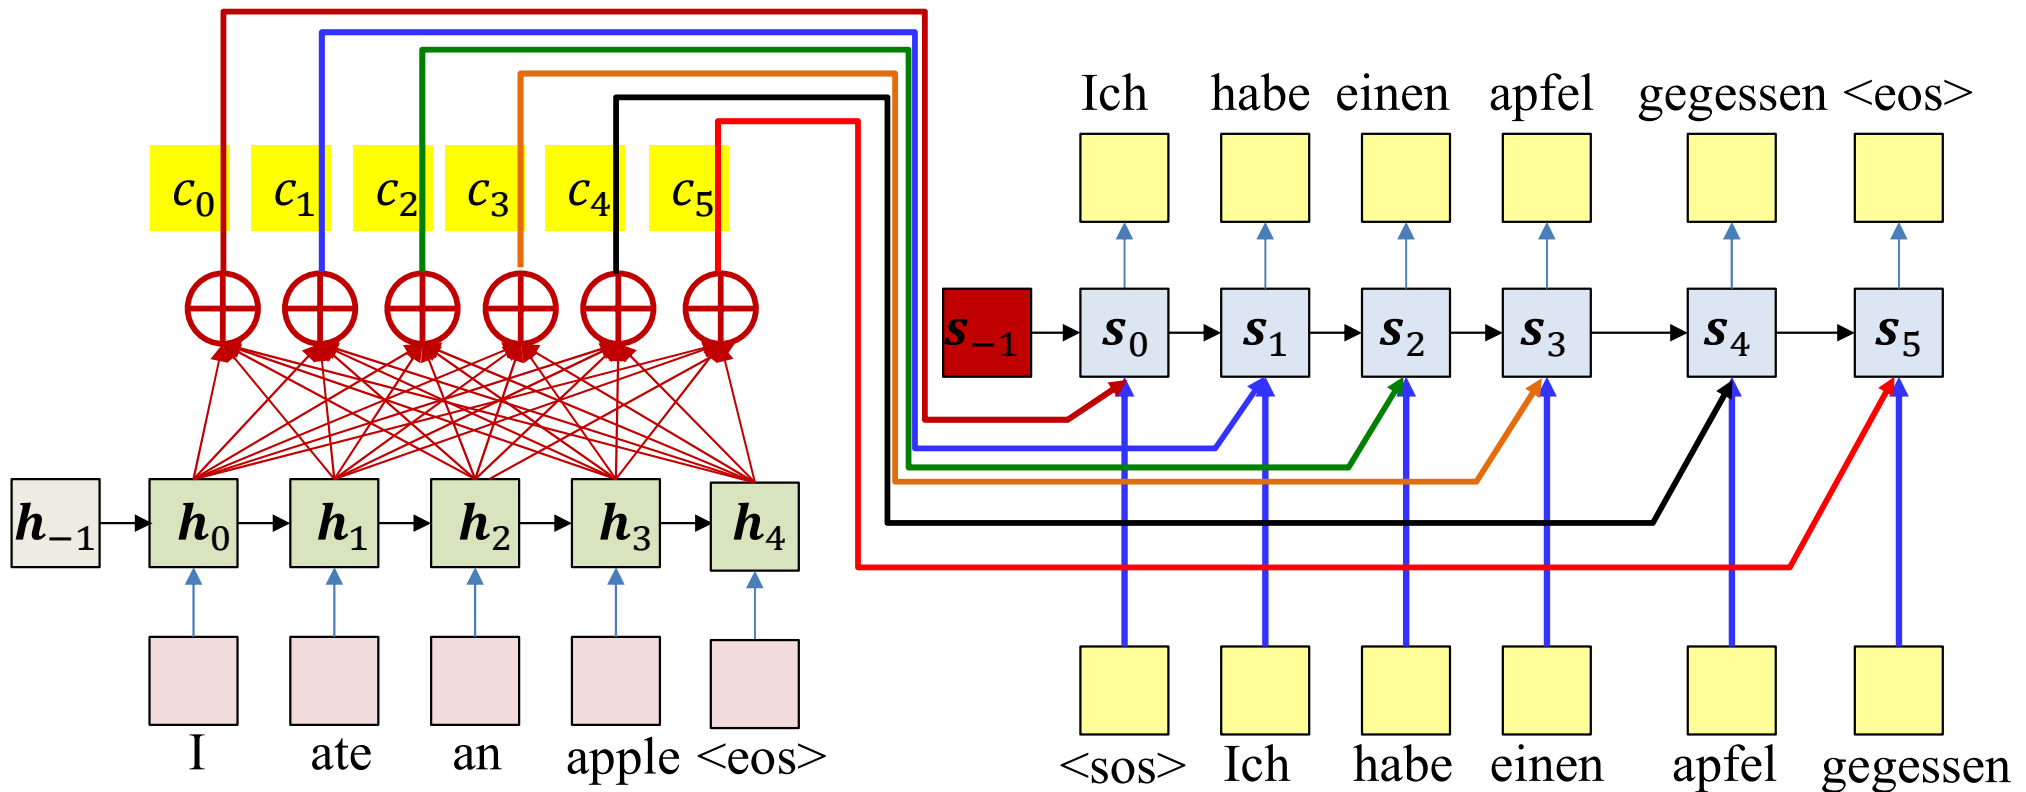 Ich habe einen apfel gegessen <eos>
c₀ c₁ c₂ c₃ c₄ c₅
s₋₁ s₀ s₁ s₂ s₃ s₄ s₅
h₋₁ h₀ h₁ h₂ h₃ h₄
I ate an apple <eos>
<sos> Ich habe einen apfel gegessen